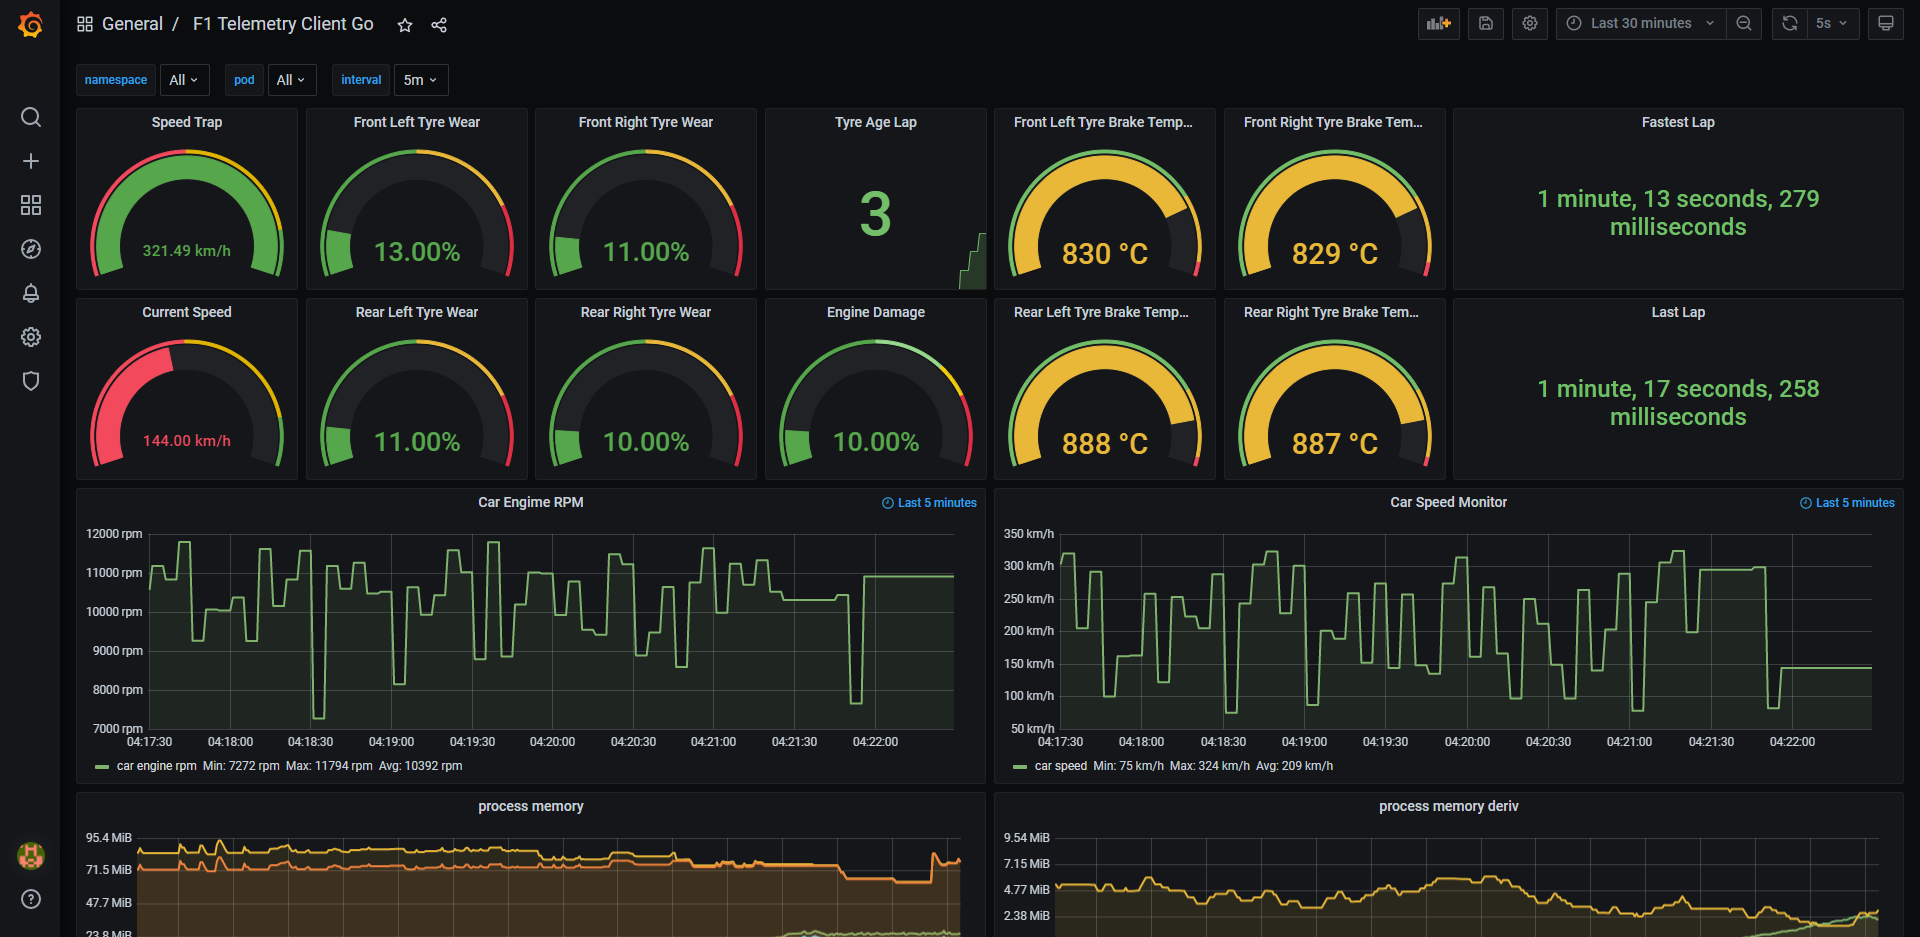 General / F1 Telemetry Client Go
Last 30 minutes
5s
namespace All pod All interval 5m
Speed Trap
321.49 km/h
Front Left Tyre Wear
13.00%
Front Right Tyre Wear
11.00%
Tyre Age Lap
3
Front Left Tyre Brake Temp...
830 °C
Front Right Tyre Brake Tem...
829 °C
Fastest Lap
1 minute, 13 seconds, 279
milliseconds
Current Speed
144.00 km/h
Rear Left Tyre Wear
11.00%
Rear Right Tyre Wear
10.00%
Engine Damage
10.00%
Rear Left Tyre Brake Temp...
888 °C
Rear Right Tyre Brake Tem...
887 °C
Last Lap
1 minute, 17 seconds, 258
milliseconds
Car Engime RPM
Last 5 minutes
12000 rpm
11000 rpm
10000 rpm
9000 rpm
8000 rpm
7000 rpm
04:17:30 04:18:00 04:18:30 04:19:00 04:19:30 04:20:00 04:20:30 04:21:00 04:21:30 04:22:00
car engine rpm Min: 7272 rpm Max: 11794 rpm Avg: 10392 rpm
Car Speed Monitor
Last 5 minutes
350 km/h
300 km/h
250 km/h
200 km/h
150 km/h
100 km/h
50 km/h
04:17:30 04:18:00 04:18:30 04:19:00 04:19:30 04:20:00 04:20:30 04:21:00 04:21:30 04:22:00
car speed Min: 75 km/h Max: 324 km/h Avg: 209 km/h
process memory
95.4 MiB
71.5 MiB
47.7 MiB
23.8 MiB
process memory deriv
9.54 MiB
7.15 MiB
4.77 MiB
2.38 MiB